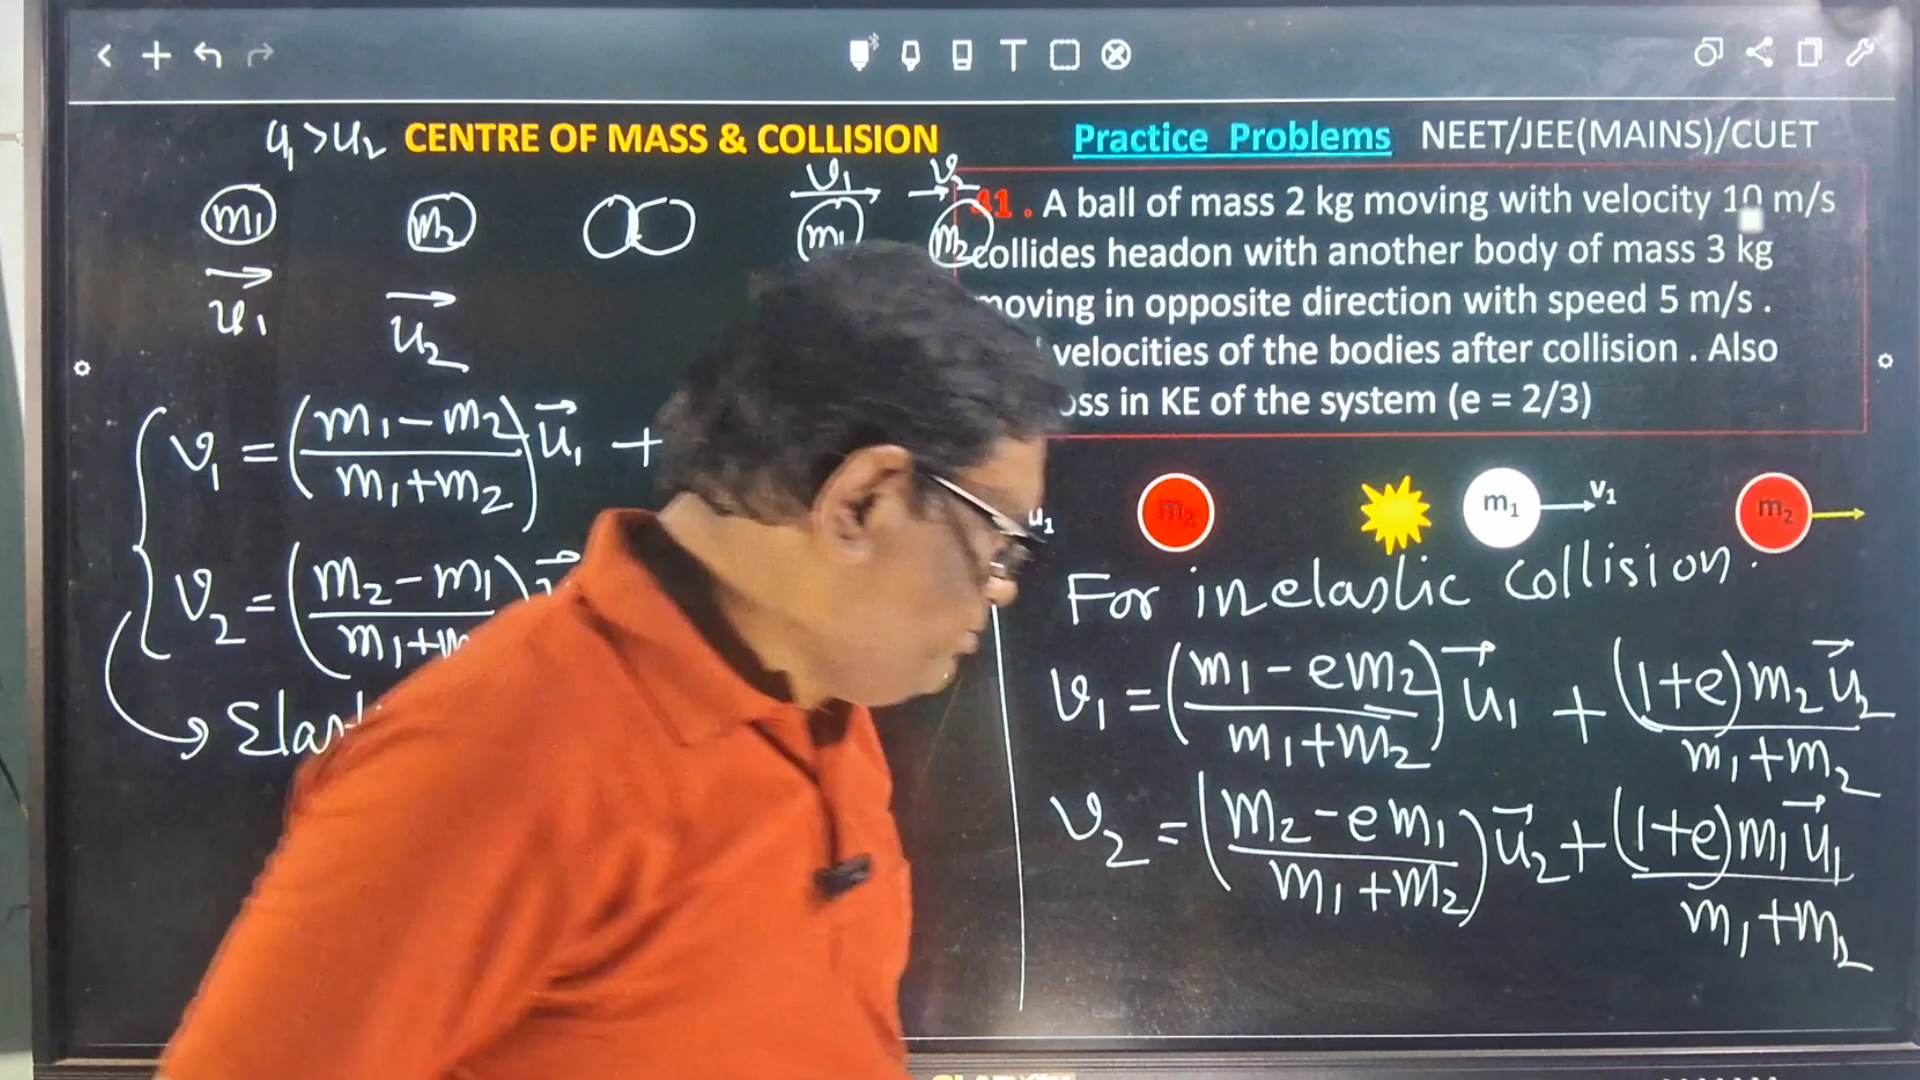 u₁ > u₂ CENTRE OF MASS & COLLISION
Practice Problems NEET/JEE(MAINS)/CUET
m₁ m₂ v₁ v₂
m₁ m₂
u₁ u₂
v₁ = (m₁ - m₂ / m₁ + m₂) u₁ +
v₂ = (m₂ - m₁ / m₁ +
41 . A ball of mass 2 kg moving with velocity 10 m/s
collides headon with another body of mass 3 kg
moving in opposite direction with speed 5 m/s .
velocities of the bodies after collision . Also
in KE of the system (e = 2/3)
u₁ m₂ m₁ v₁ m₂
For inelastic collision.
v₁ = (m₁ - em₂ / m₁ + m₂) u₁ + (1+e)m₂u₂ / m₁ + m₂
v₂ = (m₂ - em₁ / m₁ + m₂) u₂ + (1+e)m₁u₁ / m₁ + m₂